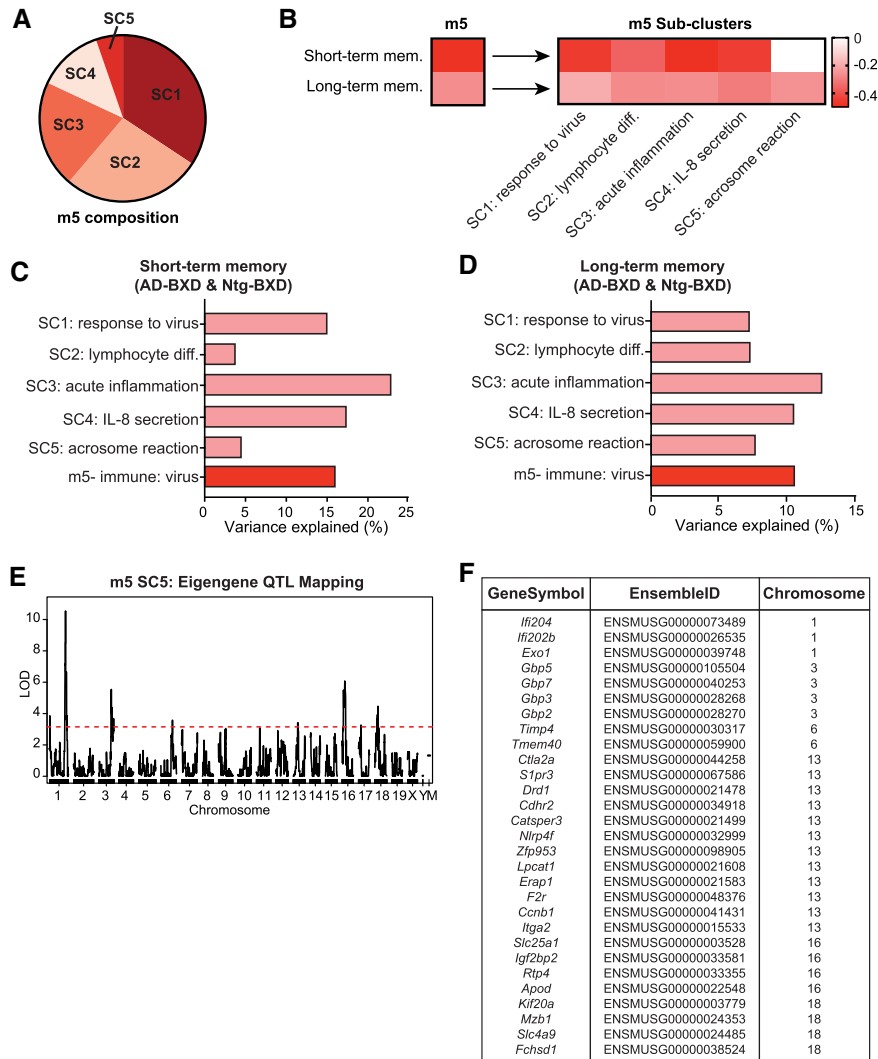 A
SC5
SC4
SC1
SC3
SC2
m5 composition
B
m5
m5 Sub-clusters
Short-term mem.
Long-term mem.
0
-0.2
-0.4
SC1: response to virus
SC2: lymphocyte diff.
SC3: acute inflammation
SC4: IL-8 secretion
SC5: acrosome reaction
C
Short-term memory
(AD-BXD & Ntg-BXD)
SC1: response to virus
SC2: lymphocyte diff.
SC3: acute inflammation
SC4: IL-8 secretion
SC5: acrosome reaction
m5- immune: virus
0 5 10 15 20 25
Variance explained (%)
D
Long-term memory
(AD-BXD & Ntg-BXD)
SC1: response to virus
SC2: lymphocyte diff.
SC3: acute inflammation
SC4: IL-8 secretion
SC5: acrosome reaction
m5- immune: virus
0 5 10 15
Variance explained (%)
E
m5 SC5: Eigengene QTL Mapping
LOD
10
8
6
4
2
0
1 2 3 4 5 6 7 8 9 10 11 12 13 14 15 16 17 18 19 X Y M
Chromosome
F
GeneSymbol EnsembleID Chromosome
Ifi204 ENSMUSG00000073489 1
Ifi202b ENSMUSG00000026535 1
Exo1 ENSMUSG00000039748 1
Gbp5 ENSMUSG00000105504 3
Gbp7 ENSMUSG00000040253 3
Gbp3 ENSMUSG00000028268 3
Gbp2 ENSMUSG00000028270 3
Timp4 ENSMUSG00000030317 6
Tmem40 ENSMUSG00000059900 6
Ctla2a ENSMUSG00000044258 13
S1pr3 ENSMUSG00000067586 13
Drd1 ENSMUSG00000021478 13
Cdhr2 ENSMUSG00000034918 13
Catsper3 ENSMUSG00000021499 13
Nlrp4f ENSMUSG00000032999 13
Zfp953 ENSMUSG00000098905 13
Lpcat1 ENSMUSG00000021608 13
Erap1 ENSMUSG00000021583 13
F2r ENSMUSG00000048376 13
Ccnb1 ENSMUSG00000041431 13
Itga2 ENSMUSG00000015533 13
Slc25a1 ENSMUSG00000003528 16
Igf2bp2 ENSMUSG00000033581 16
Rtp4 ENSMUSG00000033355 16
Apod ENSMUSG00000022548 16
Kif20a ENSMUSG00000003779 18
Mzb1 ENSMUSG00000024353 18
Slc4a9 ENSMUSG00000024485 18
Fchsd1 ENSMUSG00000038524 18